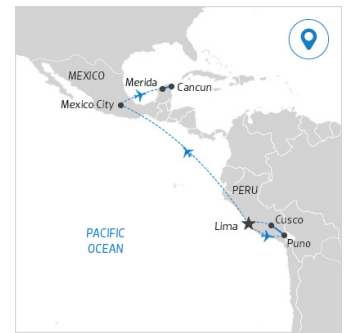 MEXICO
Merida
Cancun
Mexico City
PERU
Lima
Cusco
Puno
PACIFIC
OCEAN